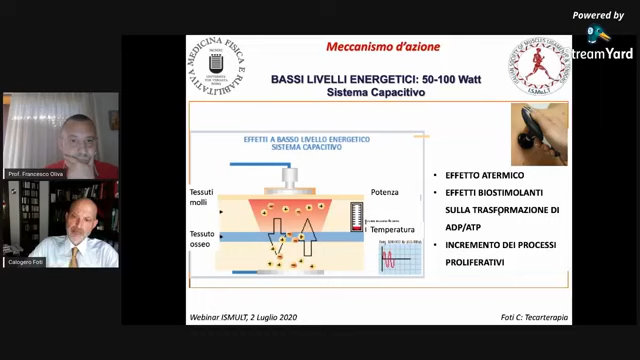 Powered by
StreamYard
Meccanismo d'azione
BASSI LIVELLI ENERGETICI: 50-100 Watt
Sistema Capacitivo
MEDICINA FISICA E RIABILITATIVA
I.S.Mu.L.T
EFFETTI A BASSO LIVELLO ENERGETICO
SISTEMA CAPACITIVO
Tessuti
molli
Potenza
Tessuto
osseo
Temperatura
• EFFETTO ATERMICO
• EFFETTI BIOSTIMOLANTI
SULLA TRASFORMAZIONE DI
ADP/ATP
• INCREMENTO DEI PROCESSI
PROLIFERATIVI
Prof. Francesco Oliva
Calogero Foti
Webinar ISMULT, 2 Luglio 2020
Foti C: Tecarterapia